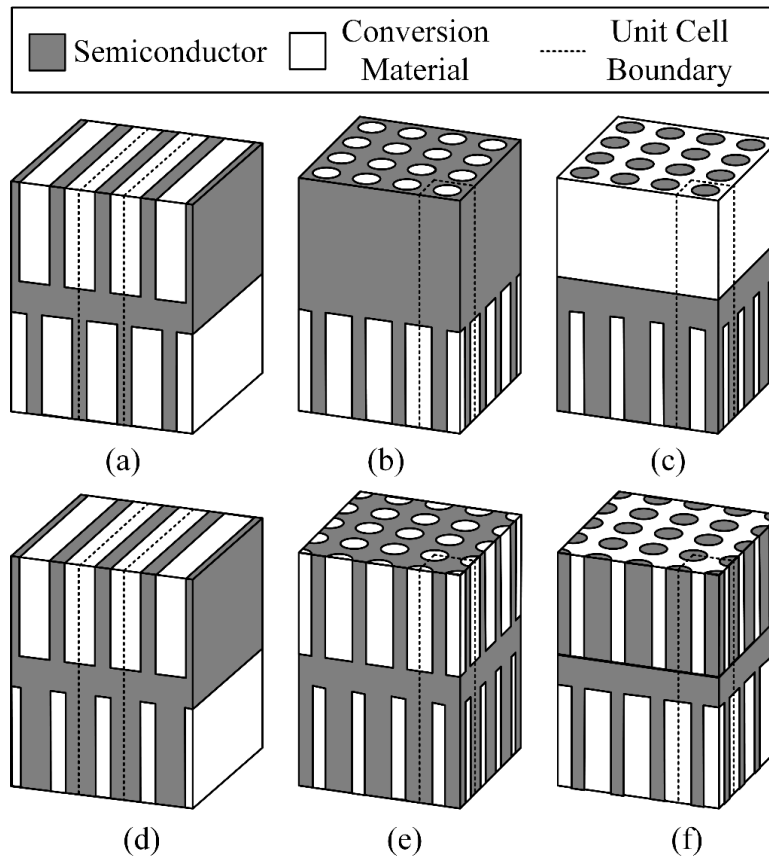 Semiconductor
Conversion
Material
Unit Cell
Boundary
(a)
(b)
(c)
(d)
(e)
(f)